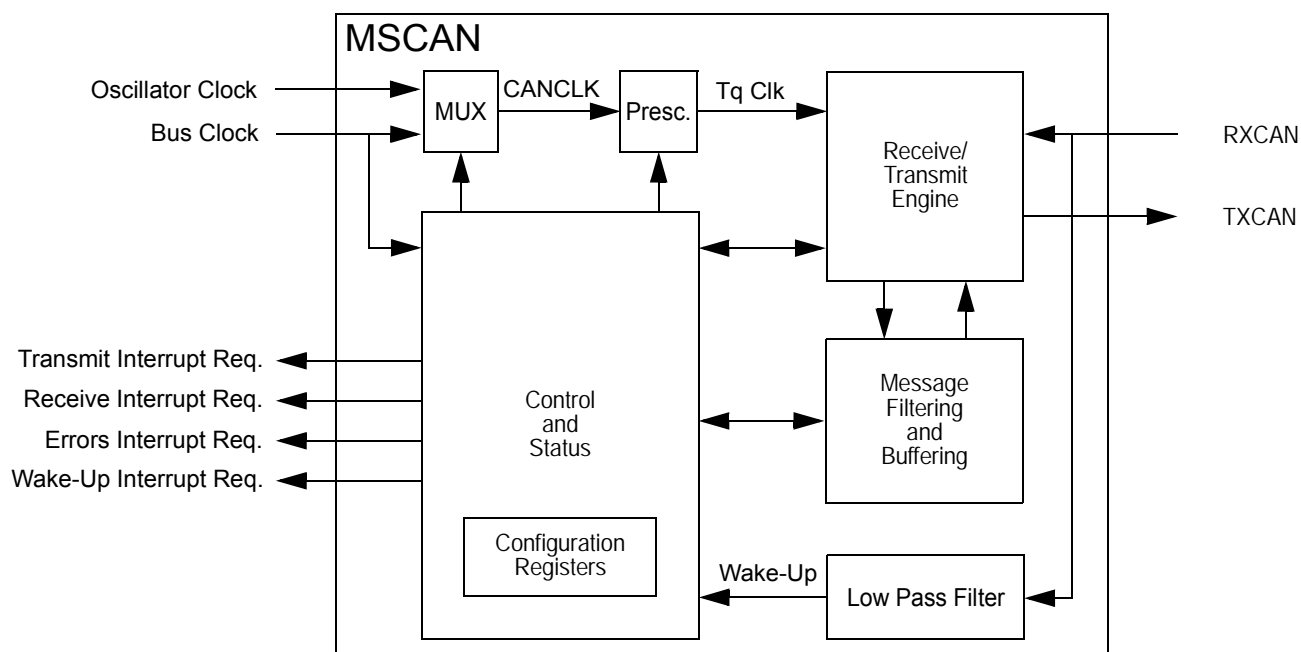 MSCAN
Oscillator Clock
Bus Clock
MUX
CANCLK
Presc.
Tq Clk
Receive/
Transmit
Engine
RXCAN
TXCAN
Transmit Interrupt Req.
Receive Interrupt Req.
Errors Interrupt Req.
Wake-Up Interrupt Req.
Control
and
Status
Message
Filtering
and
Buffering
Configuration
Registers
Wake-Up
Low Pass Filter